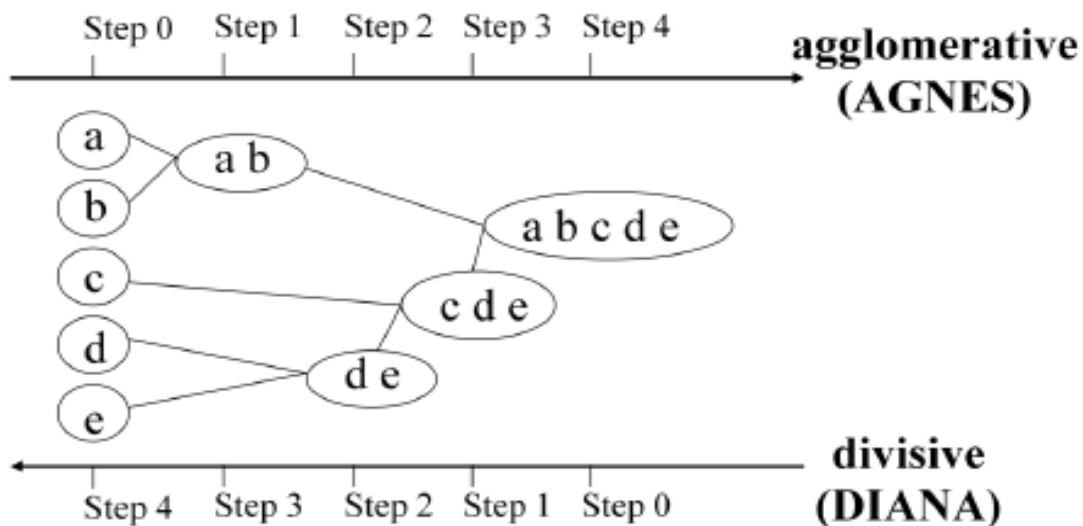 Step 0 Step 1 Step 2 Step 3 Step 4
agglomerative
(AGNES)
a
a b
b
a b c d e
c
c d e
d
d e
e
divisive
(DIANA)
Step 4 Step 3 Step 2 Step 1 Step 0